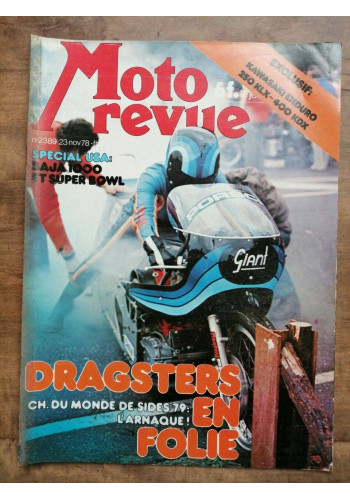 Moto
revue
EXCLUSIF:
KAWASAKI ENDURO
250 KLX-400 KDX
n°2389 23 nov 78
SPECIAL USA:
BAJA 1000
ET SUPER BOWL
Giant
DRAGSTERS
CH. DU MONDE DE SIDES 79:
L'ARNAQUE!
EN
FOLIE